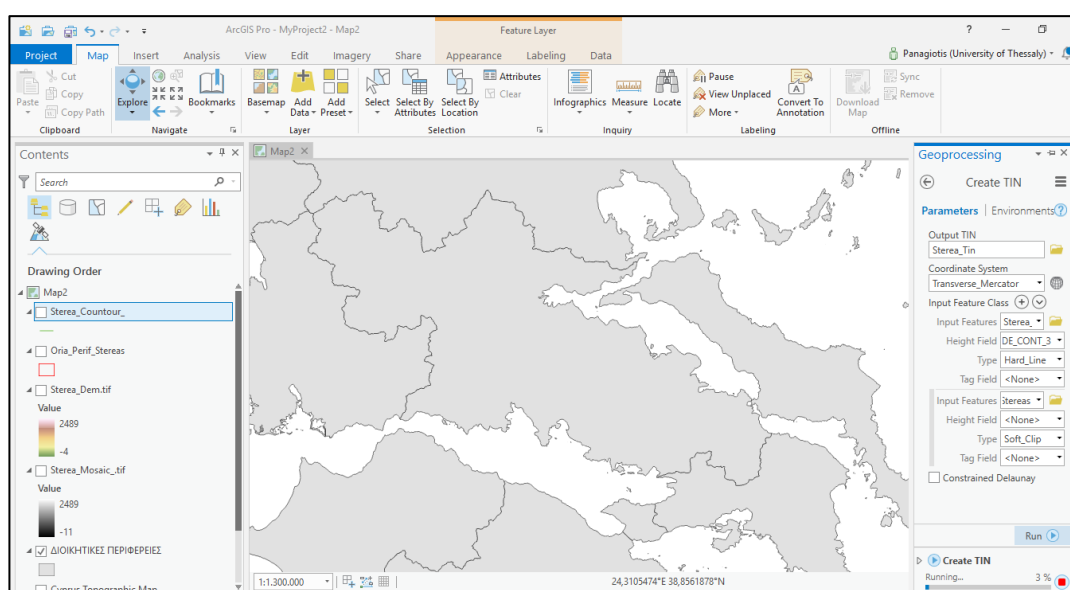 ArcGIS Pro - MyProject2 - Map2
Feature Layer
?
Project Map Insert Analysis View Edit Imagery Share Appearance Labeling Data
Panagiotis (University of Thessaly)
Paste
Cut
Copy
Copy Path
Clipboard
Explore
Bookmarks
Navigate
Basemap
Add Data
Add Preset
Layer
Select
Select By Attributes
Select By Location
Attributes
Clear
Selection
Infographics
Measure
Locate
Inquiry
Pause
View Unplaced
More
Convert To Annotation
Labeling
Download Map
Sync
Remove
Offline
Contents
Search
Drawing Order
Map2
Sterea_Countour_
Oria_Perif_Stereas
Sterea_Dem.tif
Value
2489
-4
Sterea_Mosaic_.tif
Value
2489
-11
ΔΙΟΙΚΗΤΙΚΕΣ ΠΕΡΙΦΕΡΕΙΕΣ
Cyprus Topographic Map
Map2
1:1.300.000
24,3105474°E 38,8561878°N
Geoprocessing
Create TIN
Parameters | Environments
?
Output TIN
Sterea_Tin
Coordinate System
Transverse_Mercator
Input Feature Class
Input Features Sterea_
Height Field DE_CONT_3
Type Hard_Line
Tag Field <None>
Input Features Stereas
Height Field <None>
Type Soft_Clip
Tag Field <None>
Constrained Delaunay
Run
Create TIN
Running... 3 %